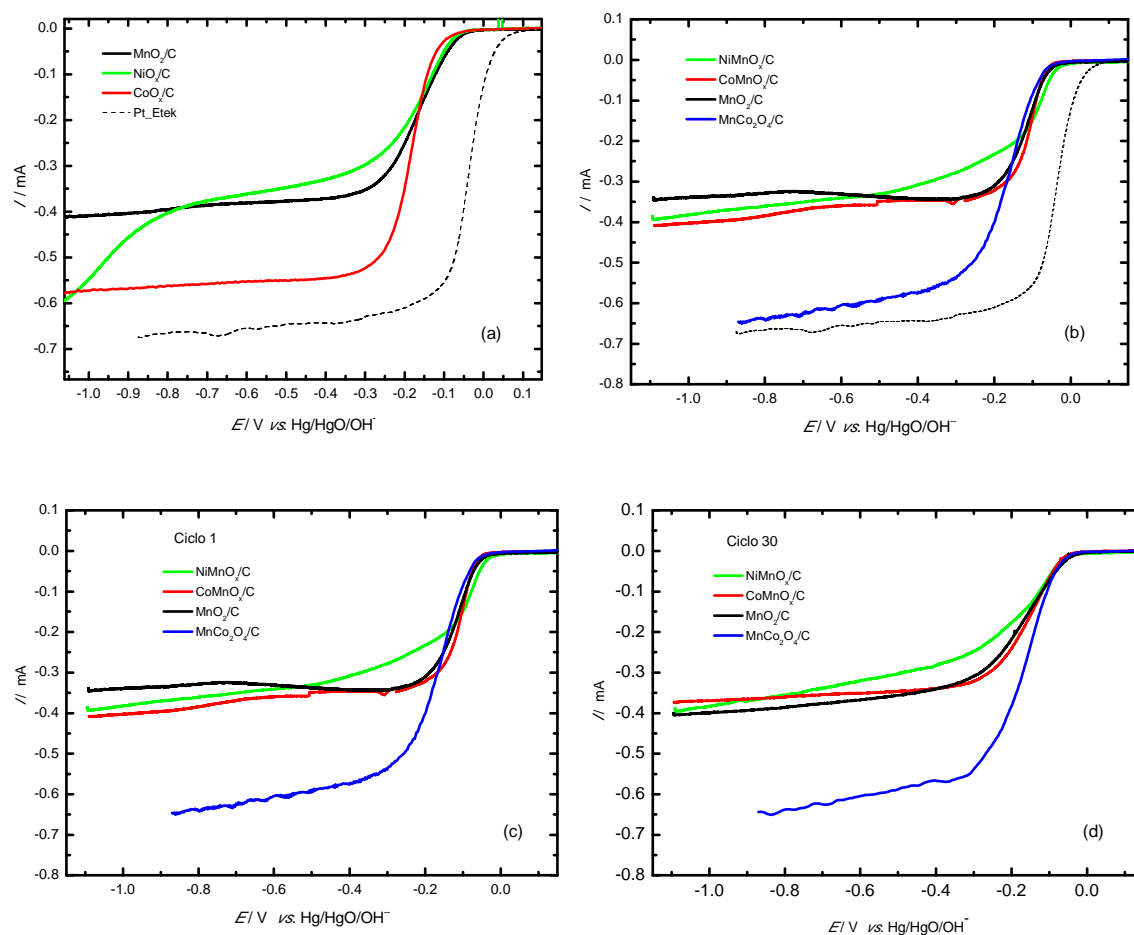 0.0
-0.1
-0.2
-0.3
-0.4
-0.5
-0.6
-0.7
I / mA
MnO₂/C
NiOₓ/C
CoOₓ/C
Pt_Etek
(a)
-1.0 -0.9 -0.8 -0.7 -0.6 -0.5 -0.4 -0.3 -0.2 -0.1 0.0 0.1
E / V vs. Hg/HgO/OH⁻
0.1
0.0
-0.1
-0.2
-0.3
-0.4
-0.5
-0.6
-0.7
-0.8
I / mA
NiMnOₓ/C
CoMnOₓ/C
MnO₂/C
MnCo₂O₄/C
(b)
-1.0 -0.8 -0.6 -0.4 -0.2 0.0
E / V vs. Hg/HgO/OH⁻
0.1
0.0
-0.1
-0.2
-0.3
-0.4
-0.5
-0.6
-0.7
-0.8
I / mA
Ciclo 1
NiMnOₓ/C
CoMnOₓ/C
MnO₂/C
MnCo₂O₄/C
(c)
-1.0 -0.8 -0.6 -0.4 -0.2 0.0
E / V vs. Hg/HgO/OH⁻
0.1
0.0
-0.1
-0.2
-0.3
-0.4
-0.5
-0.6
-0.7
-0.8
I / mA
Ciclo 30
NiMnOₓ/C
CoMnOₓ/C
MnO₂/C
MnCo₂O₄/C
(d)
-1.0 -0.8 -0.6 -0.4 -0.2 0.0
E / V vs. Hg/HgO/OH⁻